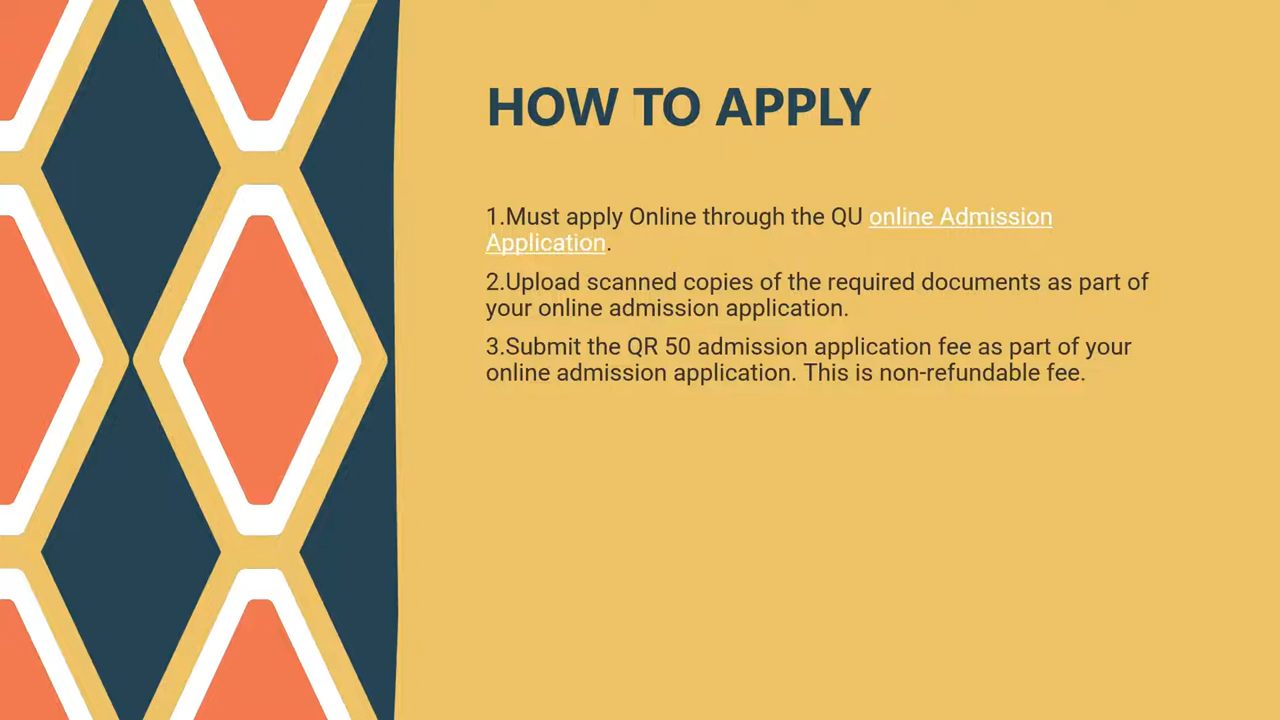 HOW TO APPLY
1.Must apply Online through the QU online Admission
Application.
2.Upload scanned copies of the required documents as part of
your online admission application.
3.Submit the QR 50 admission application fee as part of your
online admission application. This is non-refundable fee.